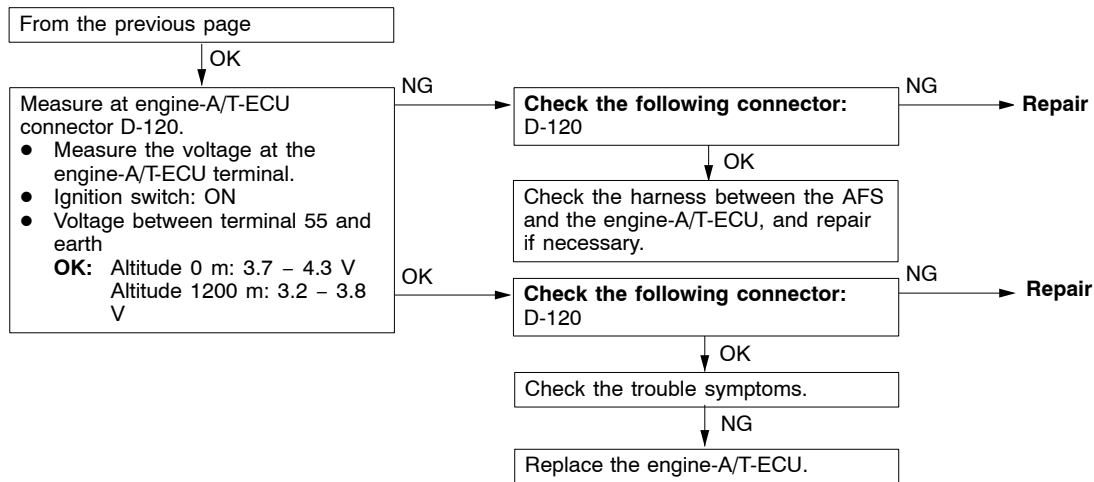 From the previous page
OK
Measure at engine-A/T-ECU
connector D-120.
● Measure the voltage at the
engine-A/T-ECU terminal.
● Ignition switch: ON
● Voltage between terminal 55 and
earth
OK: Altitude 0 m: 3.7 – 4.3 V
Altitude 1200 m: 3.2 – 3.8
V
NG
Check the following connector:
D-120
NG
Repair
OK
Check the harness between the AFS
and the engine-A/T-ECU, and repair
if necessary.
OK
Check the following connector:
D-120
NG
Repair
OK
Check the trouble symptoms.
NG
Replace the engine-A/T-ECU.